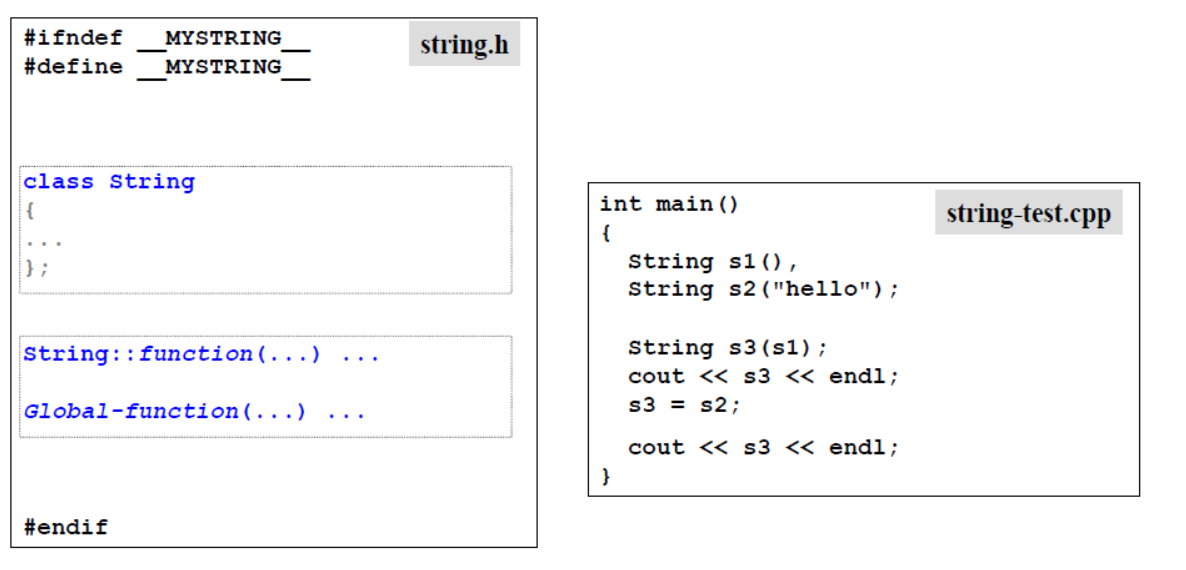 #ifndef __MYSTRING__
string.h
#define __MYSTRING__
class String
{
...
};
String::function(...) ...
Global-function(...) ...
#endif
int main()
string-test.cpp
{
String s1(),
String s2("hello");
String s3(s1);
cout << s3 << endl;
s3 = s2;
cout << s3 << endl;
}